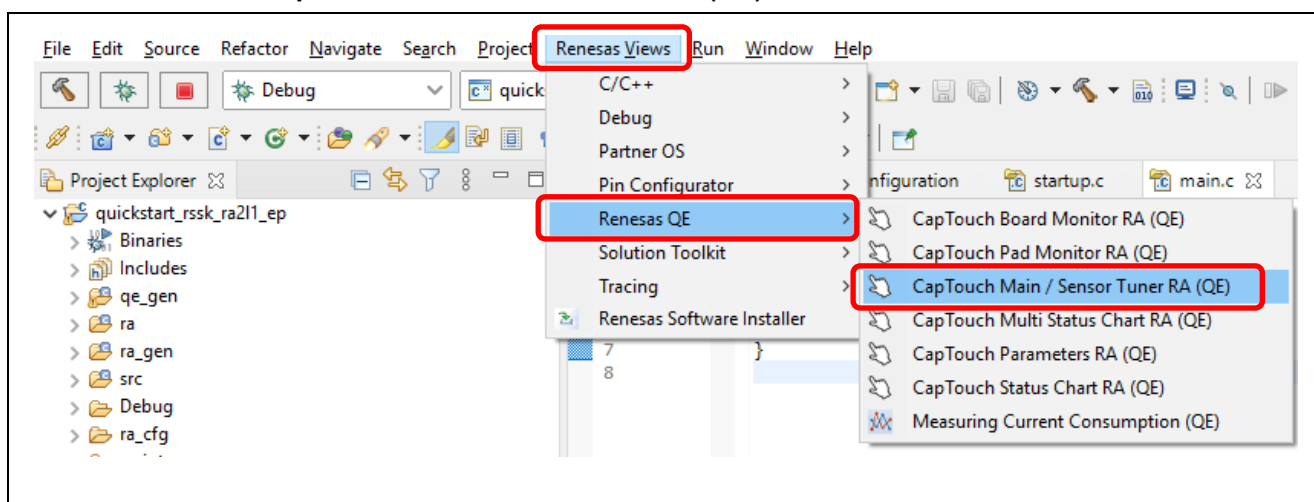 File Edit Source Refactor Navigate Search Project Renesas Views Run Window Help
Debug
quick
C/C++
Debug
Partner OS
Pin Configurator
Renesas QE
Solution Toolkit
Tracing
Renesas Software Installer
Project Explorer
nfiguration
startup.c
main.c
quickstart_rssk_ra2l1_ep
Binaries
Includes
qe_gen
ra
ra_gen
src
Debug
ra_cfg
CapTouch Board Monitor RA (QE)
CapTouch Pad Monitor RA (QE)
CapTouch Main / Sensor Tuner RA (QE)
CapTouch Multi Status Chart RA (QE)
CapTouch Parameters RA (QE)
CapTouch Status Chart RA (QE)
Measuring Current Consumption (QE)
7 }
8